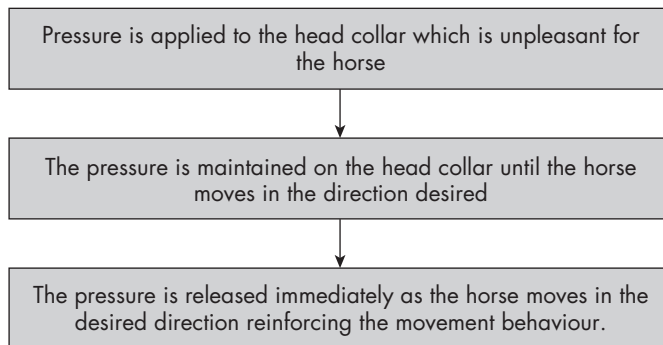 Pressure is applied to the head collar which is unpleasant for
the horse
The pressure is maintained on the head collar until the horse
moves in the direction desired
The pressure is released immediately as the horse moves in the
desired direction reinforcing the movement behaviour.